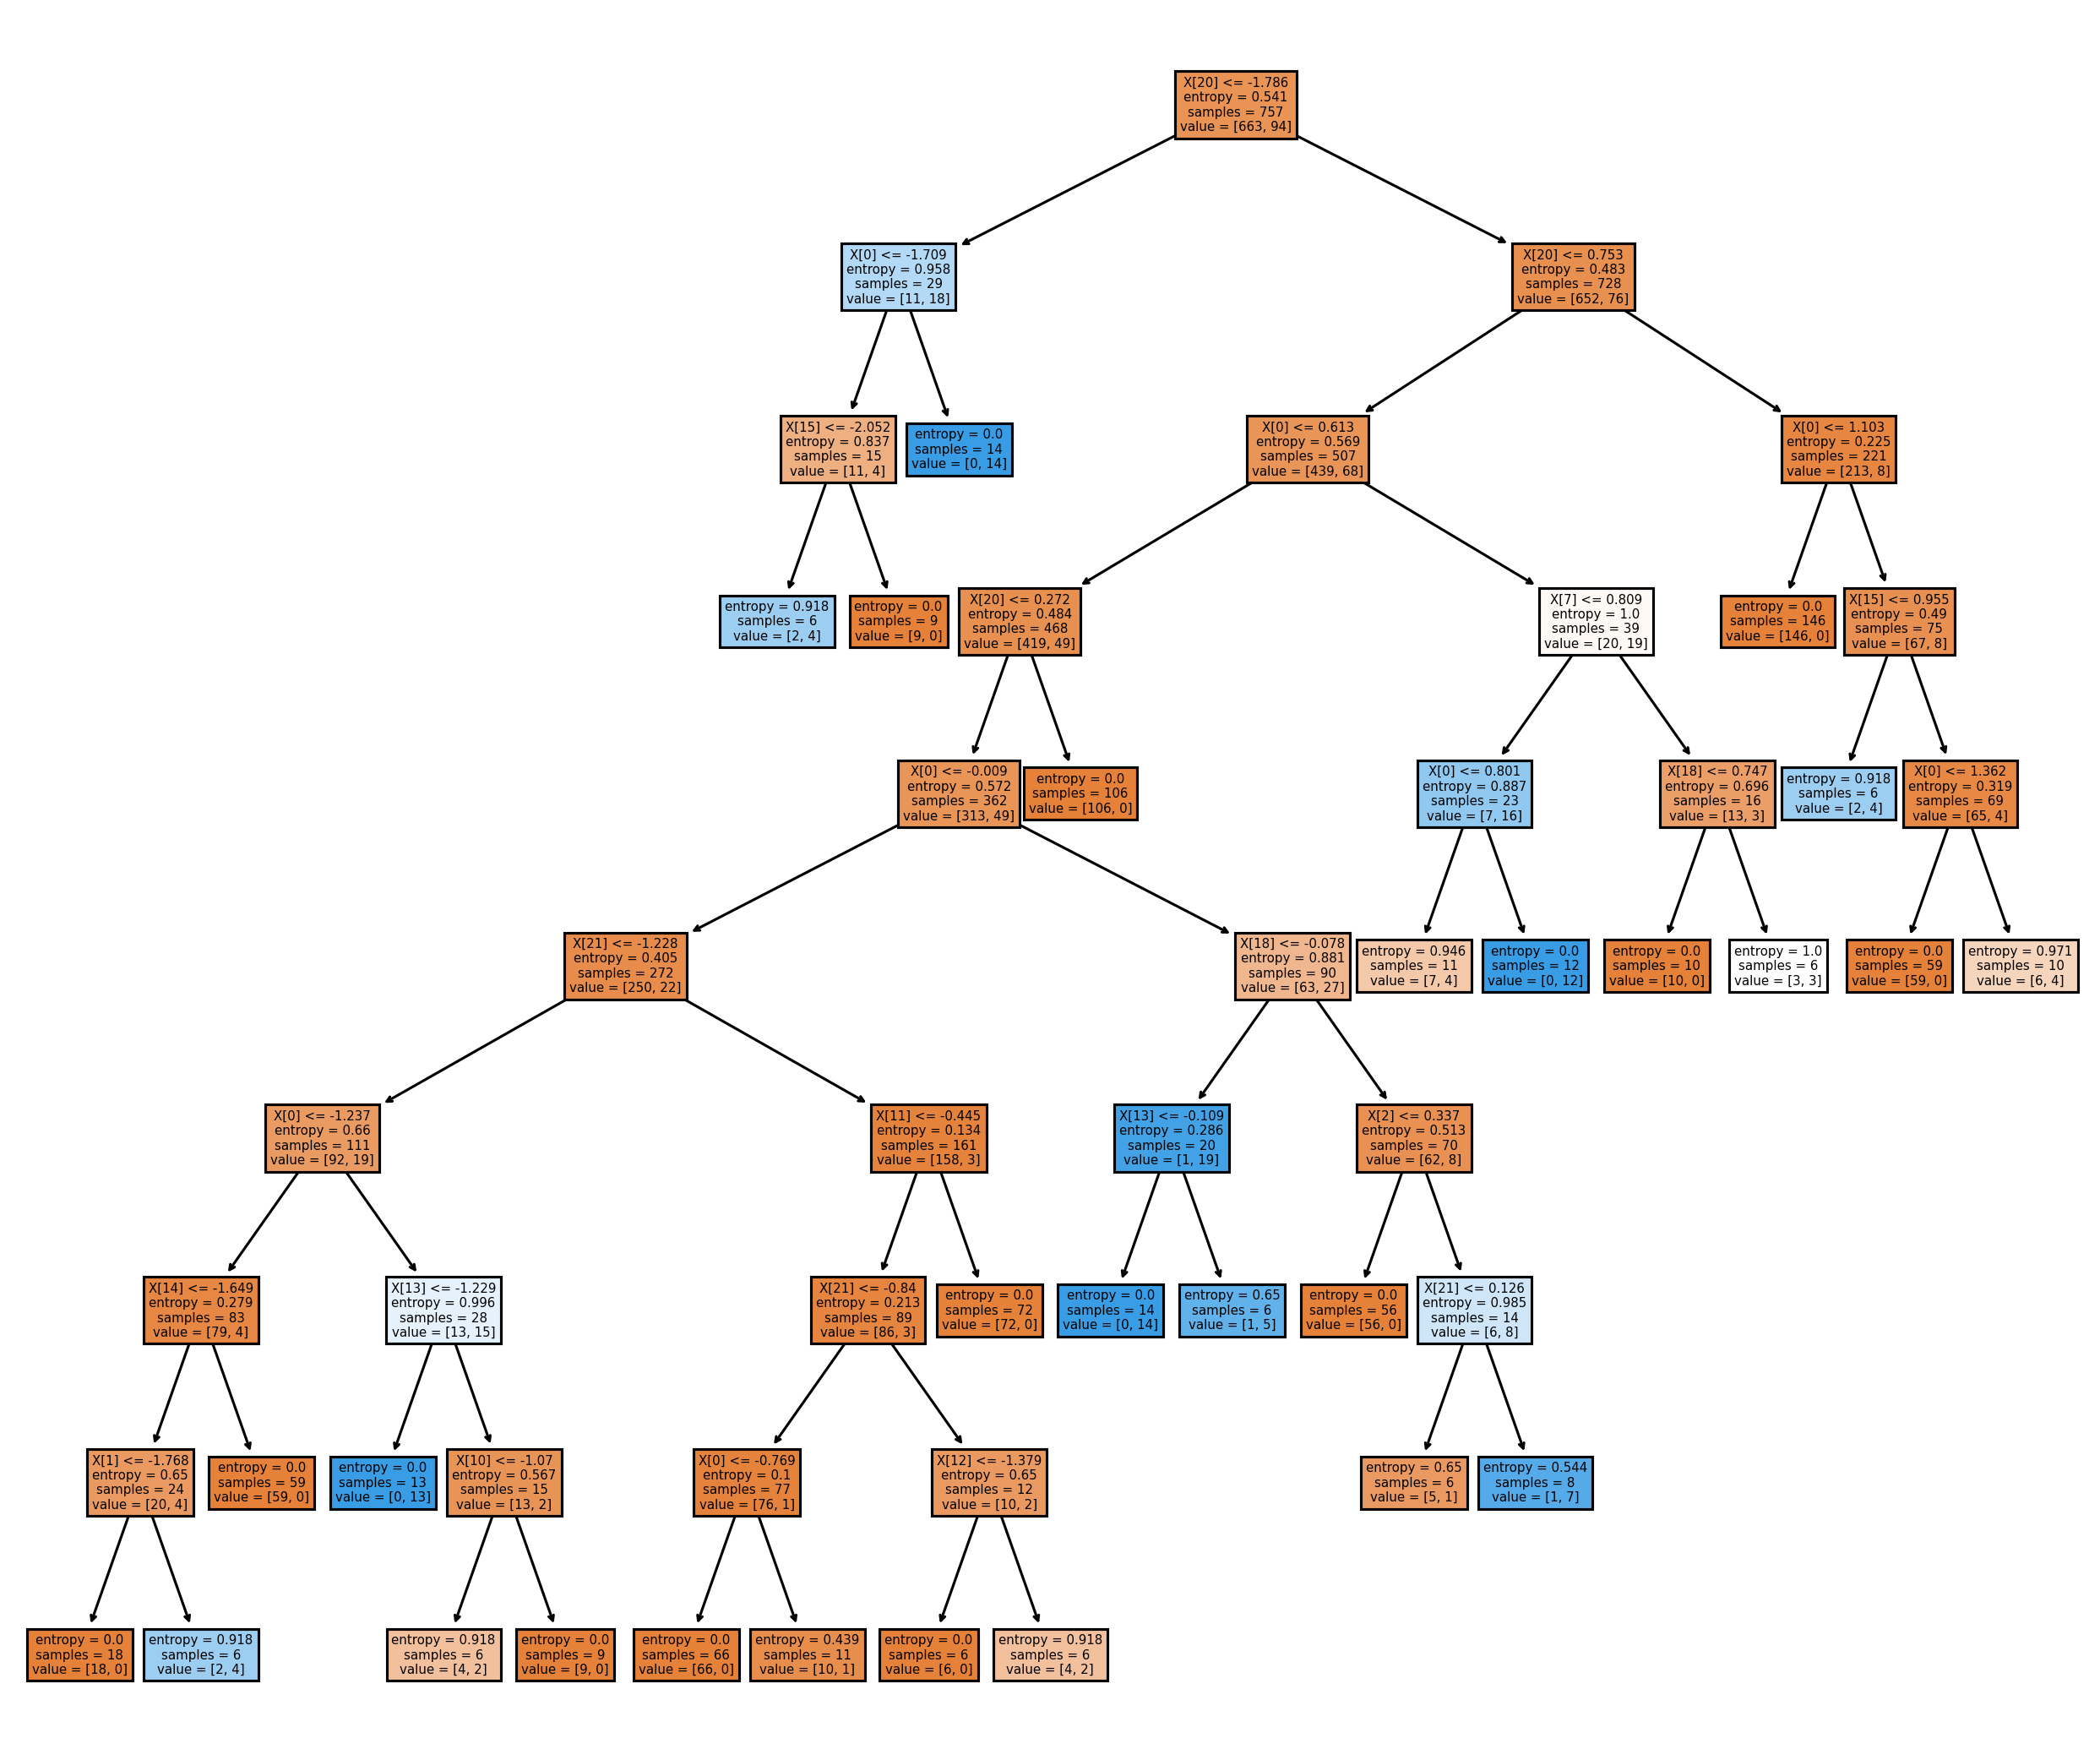 X[20] <= -1.786
entropy = 0.541
samples = 757
value = [663, 94]
X[0] <= -1.709
entropy = 0.958
samples = 29
value = [11, 18]
X[20] <= 0.753
entropy = 0.483
samples = 728
value = [652, 76]
X[15] <= -2.052
entropy = 0.837
samples = 15
value = [11, 4]
entropy = 0.0
samples = 14
value = [0, 14]
X[0] <= 0.613
entropy = 0.569
samples = 507
value = [439, 68]
X[0] <= 1.103
entropy = 0.225
samples = 221
value = [213, 8]
entropy = 0.918
samples = 6
value = [2, 4]
entropy = 0.0
samples = 9
value = [9, 0]
X[20] <= 0.272
entropy = 0.484
samples = 468
value = [419, 49]
X[7] <= 0.809
entropy = 1.0
samples = 39
value = [20, 19]
entropy = 0.0
samples = 146
value = [146, 0]
X[15] <= 0.955
entropy = 0.49
samples = 75
value = [67, 8]
X[0] <= -0.009
entropy = 0.572
samples = 362
value = [313, 49]
entropy = 0.0
samples = 106
value = [106, 0]
X[0] <= 0.801
entropy = 0.887
samples = 23
value = [7, 16]
X[18] <= 0.747
entropy = 0.696
samples = 16
value = [13, 3]
entropy = 0.918
samples = 6
value = [2, 4]
X[0] <= 1.362
entropy = 0.319
samples = 69
value = [65, 4]
X[21] <= -1.228
entropy = 0.405
samples = 272
value = [250, 22]
X[18] <= -0.078
entropy = 0.881
samples = 90
value = [63, 27]
entropy = 0.946
samples = 11
value = [7, 4]
entropy = 0.0
samples = 12
value = [0, 12]
entropy = 0.0
samples = 10
value = [10, 0]
entropy = 1.0
samples = 6
value = [3, 3]
entropy = 0.0
samples = 59
value = [59, 0]
entropy = 0.971
samples = 10
value = [6, 4]
X[0] <= -1.237
entropy = 0.66
samples = 111
value = [92, 19]
X[11] <= -0.445
entropy = 0.134
samples = 161
value = [158, 3]
X[13] <= -0.109
entropy = 0.286
samples = 20
value = [1, 19]
X[2] <= 0.337
entropy = 0.513
samples = 70
value = [62, 8]
X[14] <= -1.649
entropy = 0.279
samples = 83
value = [79, 4]
X[13] <= -1.229
entropy = 0.996
samples = 28
value = [13, 15]
X[21] <= -0.84
entropy = 0.213
samples = 89
value = [86, 3]
entropy = 0.0
samples = 72
value = [72, 0]
entropy = 0.0
samples = 14
value = [0, 14]
entropy = 0.65
samples = 6
value = [1, 5]
entropy = 0.0
samples = 56
value = [56, 0]
X[21] <= 0.126
entropy = 0.985
samples = 14
value = [6, 8]
X[1] <= -1.768
entropy = 0.65
samples = 24
value = [20, 4]
entropy = 0.0
samples = 59
value = [59, 0]
entropy = 0.0
samples = 13
value = [0, 13]
X[10] <= -1.07
entropy = 0.567
samples = 15
value = [13, 2]
X[0] <= -0.769
entropy = 0.1
samples = 77
value = [76, 1]
X[12] <= -1.379
entropy = 0.65
samples = 12
value = [10, 2]
entropy = 0.65
samples = 6
value = [5, 1]
entropy = 0.544
samples = 8
value = [1, 7]
entropy = 0.0
samples = 18
value = [18, 0]
entropy = 0.918
samples = 6
value = [2, 4]
entropy = 0.918
samples = 6
value = [4, 2]
entropy = 0.0
samples = 9
value = [9, 0]
entropy = 0.0
samples = 66
value = [66, 0]
entropy = 0.439
samples = 11
value = [10, 1]
entropy = 0.0
samples = 6
value = [6, 0]
entropy = 0.918
samples = 6
value = [4, 2]